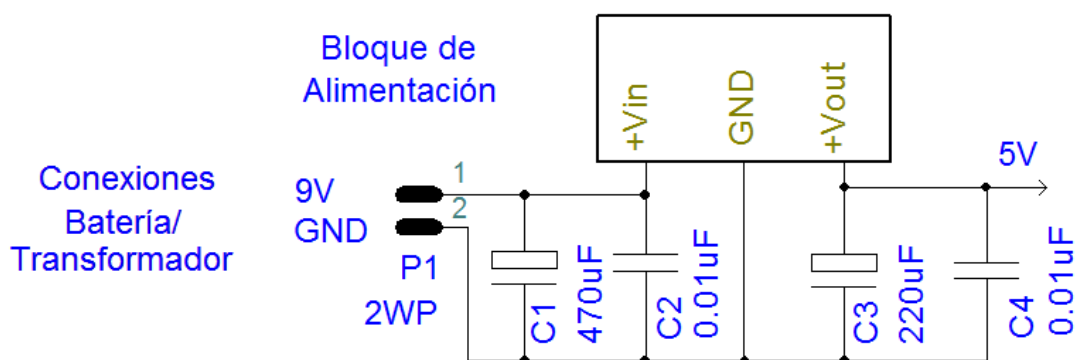 Bloque de
Alimentación
+Vin
GND
+Vout
5V
Conexiones
Batería/
Transformador
9V
1
GND
2
P1
2WP
C1
470uF
C2
0.01uF
C3
220uF
C4
0.01uF